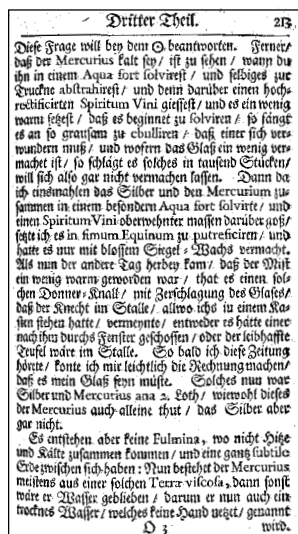 Dritter Theil. 213
Diese Frage will bey dem ☉. beantworten. Ferner/
daß der Mercurius kalt sey / ist zu sehen / wann du
ihn in einem Aqua fort solvirest / und selbiges zur
Truckne abstrahirest / und denn darüber einen hoch-
rectificirten Spiritum Vini giessest / und es ein wenig
warm setzest / daß es beginnet zu solviren / so fängt
es an so grausam zu ebulliren / daß einer sich ver-
wundern muß / und wofern das Glaß ein wenig ver-
machet ist / so schlägt es solches in tausend Stücken/
will sich also gar nicht vermachen lassen. Dann da
ich einsmahlen das Silber und den Mercurium zu-
sammen in einem besondern Aqua fort solvirte / und
einen Spiritum Vini oberwehnter massen darüber goß/
setzte ich es in fimum Equinum zu putreficiren / und
hatte es nur mit blossem Siegel-Wachs vermacht.
Als nun der andere Tag herbey kam / daß der Mist
ein wenig warm geworden war / that es einen sol-
chen Donner-Knall / mit Zerschlagung des Glases/
daß der Knecht im Stalle / allwo ichs in einem Ka-
sten stehen hatte / vermeynte / entweder es hätte einer
nach ihm durchs Fenster geschossen / oder der leibhaffte
Teufel wäre im Stalle. So bald ich diese Zeitung
hörete / konte ich mir leichtlich die Rechnung machen/
daß es mein Glaß seyn müste. Solches nun war
Silber und Mercurius ana 2. Loth / wiewohl dieses
der Mercurius auch alleine thut / das Silber aber
gar nicht.
Es entstehen aber keine Fulmina, wo nicht Hitze
und Kälte zusammen kommen / und eine gantz subtile
Erde zwischen sich haben: Nun bestehet der Mercurius
meistens aus einer solchen Terra viscosa, dann sonst
wäre er Wasser geblieben / darum er nun auch ein
trocknes Wasser / welches keine Hand netzet / genannt
O 3 wird.